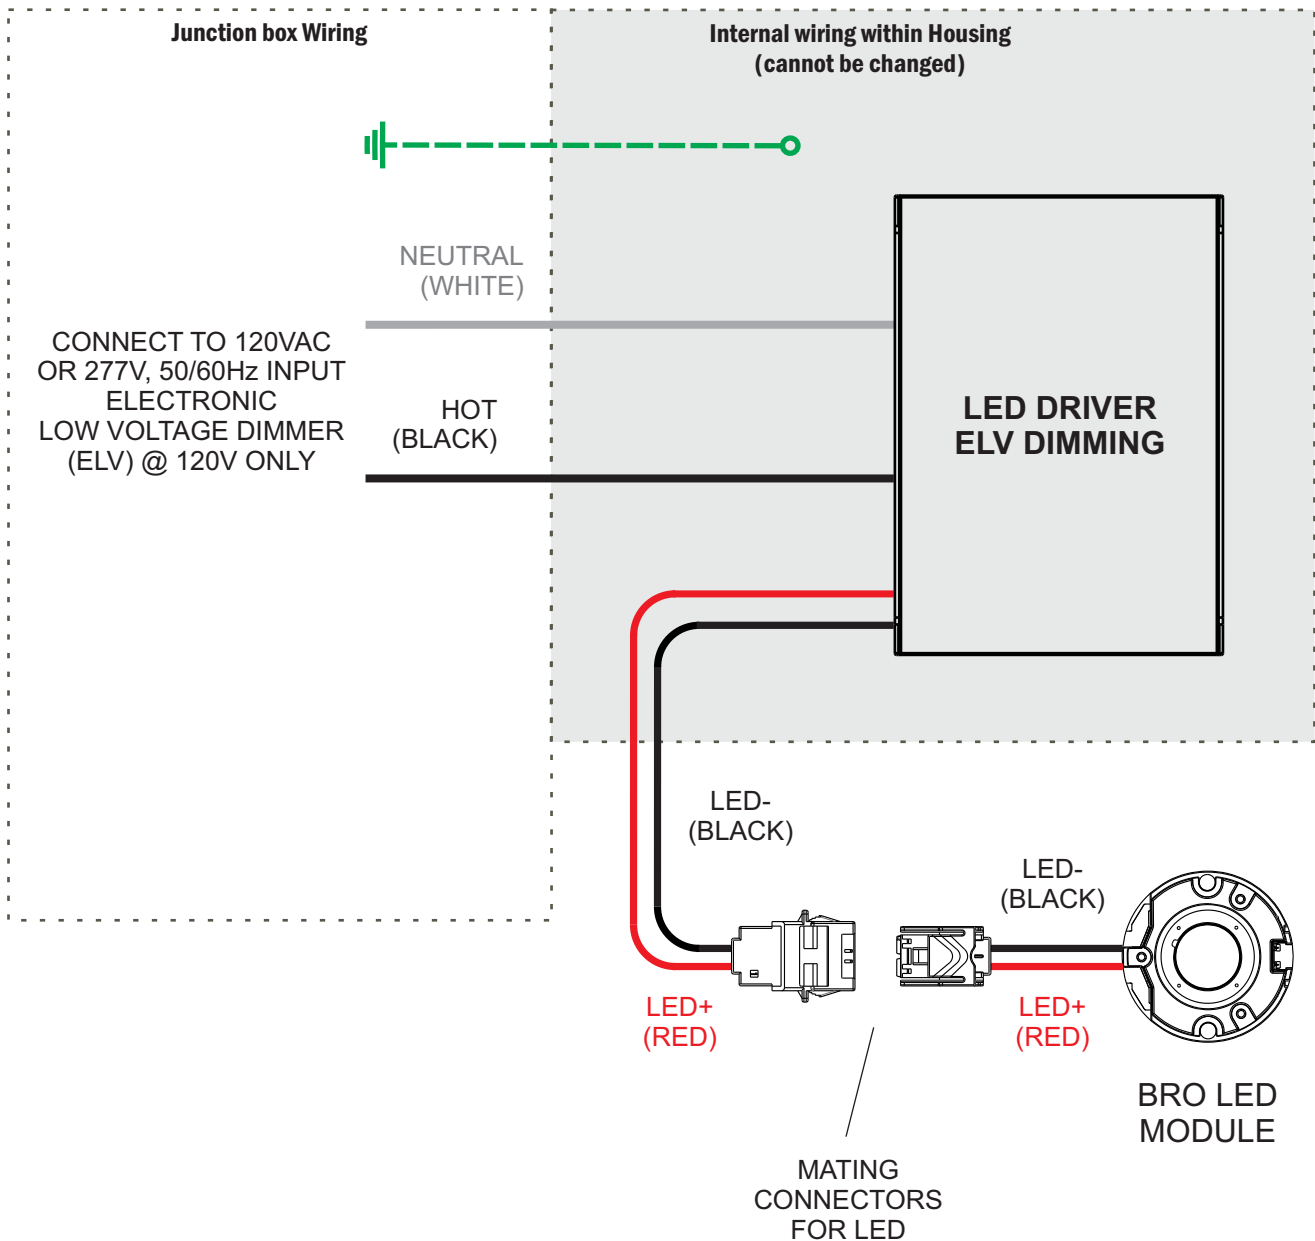 Junction box Wiring
Internal wiring within Housing
(cannot be changed)
NEUTRAL
(WHITE)
CONNECT TO 120VAC
OR 277V, 50/60Hz INPUT
ELECTRONIC
LOW VOLTAGE DIMMER
(ELV) @ 120V ONLY
HOT
(BLACK)
LED DRIVER
ELV DIMMING
LED-
(BLACK)
LED-
(BLACK)
LED+
(RED)
LED+
(RED)
BRO LED
MODULE
MATING
CONNECTORS
FOR LED